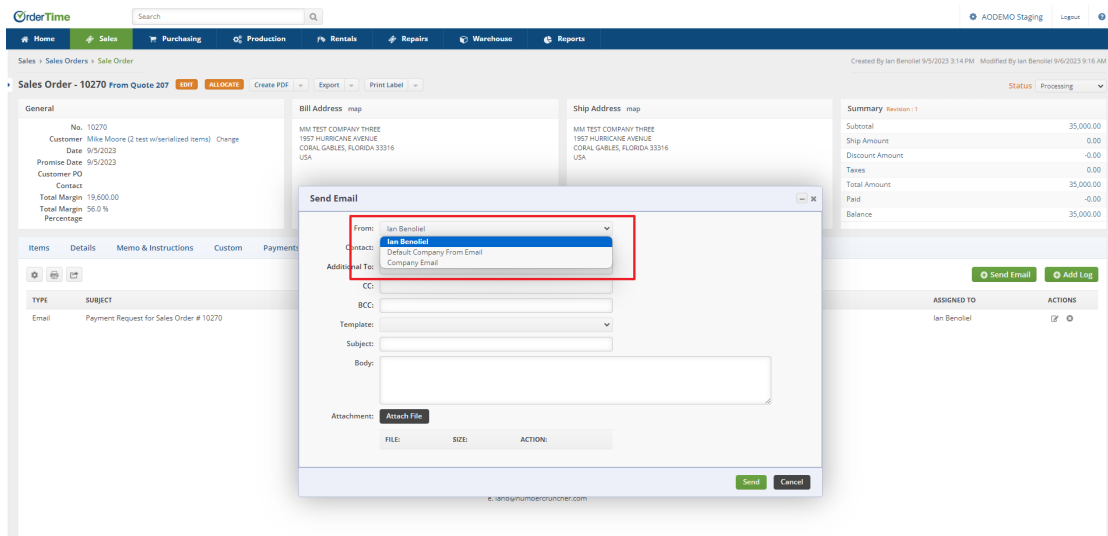 OrderTime
Search
AODEMO Staging
Logout
Home
Sales
Purchasing
Production
Rentals
Repairs
Warehouse
Reports
Sales › Sales Orders › Sale Order
Created By Ian Benoliel 9/5/2023 3:14 PM Modified By Ian Benoliel 9/6/2023 9:16 AM
Sales Order - 10270 From Quote 207
EDIT
ALLOCATE
Create PDF
Export
Print Label
Status
Processing
General
No. 10270
Customer Mike Moore (2 test w/serialized items) Change
Date 9/5/2023
Promise Date 9/5/2023
Customer PO
Contact
Total Margin 19,600.00
Total Margin Percentage 56.0 %
Bill Address map
MM TEST COMPANY THREE
1957 HURRICANE AVENUE
CORAL GABLES, FLORIDA 33316
USA
Ship Address map
MM TEST COMPANY THREE
1957 HURRICANE AVENUE
CORAL GABLES, FLORIDA 33316
USA
Summary Revision : 1
Subtotal 35,000.00
Ship Amount 0.00
Discount Amount -0.00
Taxes 0.00
Total Amount 35,000.00
Paid -0.00
Balance 35,000.00
Items
Details
Memo & Instructions
Custom
Payments
Send Email
Add Log
TYPE SUBJECT ASSIGNED TO ACTIONS
Email Payment Request for Sales Order # 10270 Ian Benoliel
Send Email
From: Ian Benoliel
Ian Benoliel
Default Company From Email
Company Email
Contact:
Additional To:
CC:
BCC:
Template:
Subject:
Body:
Attachment: Attach File
FILE: SIZE: ACTION:
Send
Cancel
e. ianb@numbercruncher.com